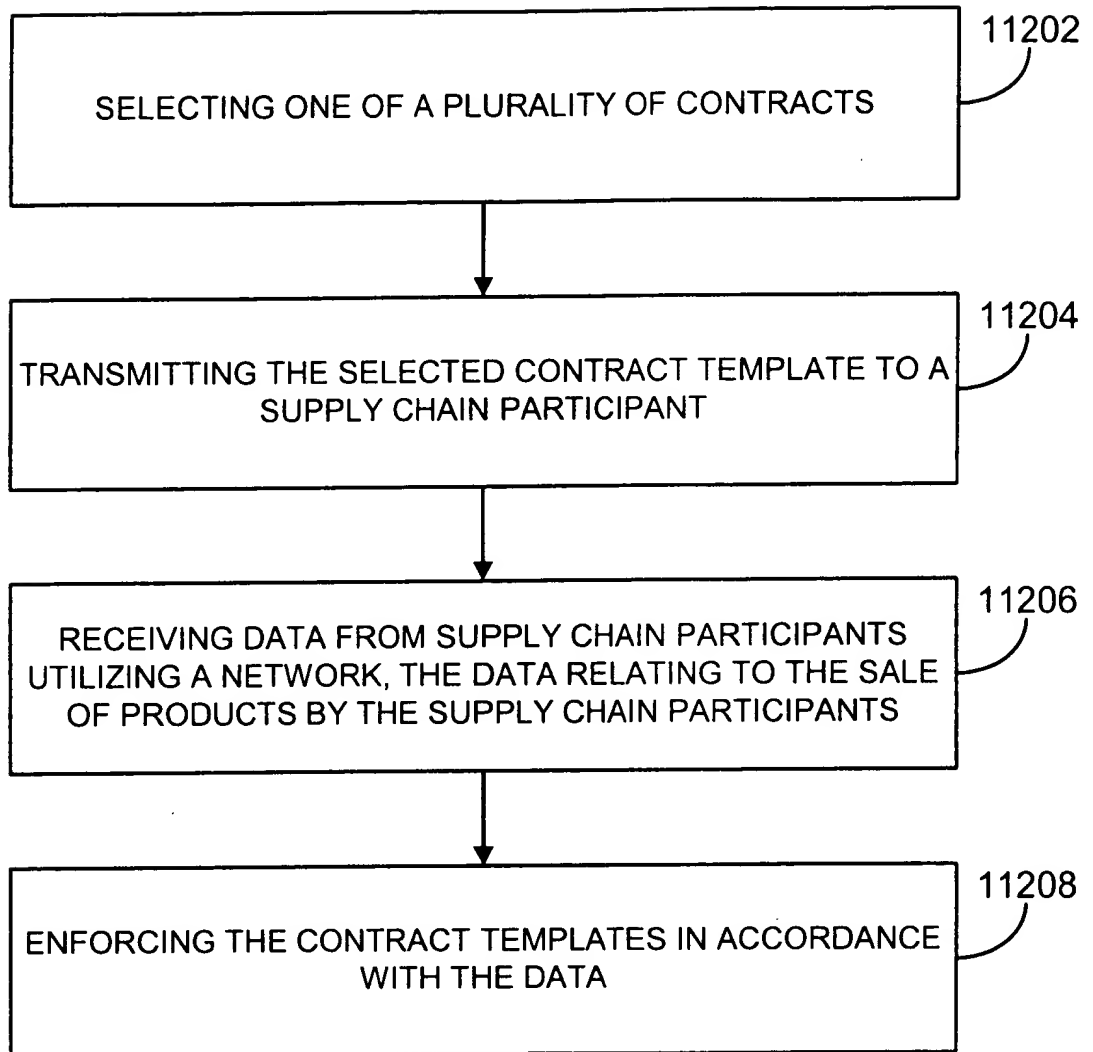 11202
SELECTING ONE OF A PLURALITY OF CONTRACTS
11204
TRANSMITTING THE SELECTED CONTRACT TEMPLATE TO A
SUPPLY CHAIN PARTICIPANT
11206
RECEIVING DATA FROM SUPPLY CHAIN PARTICIPANTS
UTILIZING A NETWORK, THE DATA RELATING TO THE SALE
OF PRODUCTS BY THE SUPPLY CHAIN PARTICIPANTS
11208
ENFORCING THE CONTRACT TEMPLATES IN ACCORDANCE
WITH THE DATA